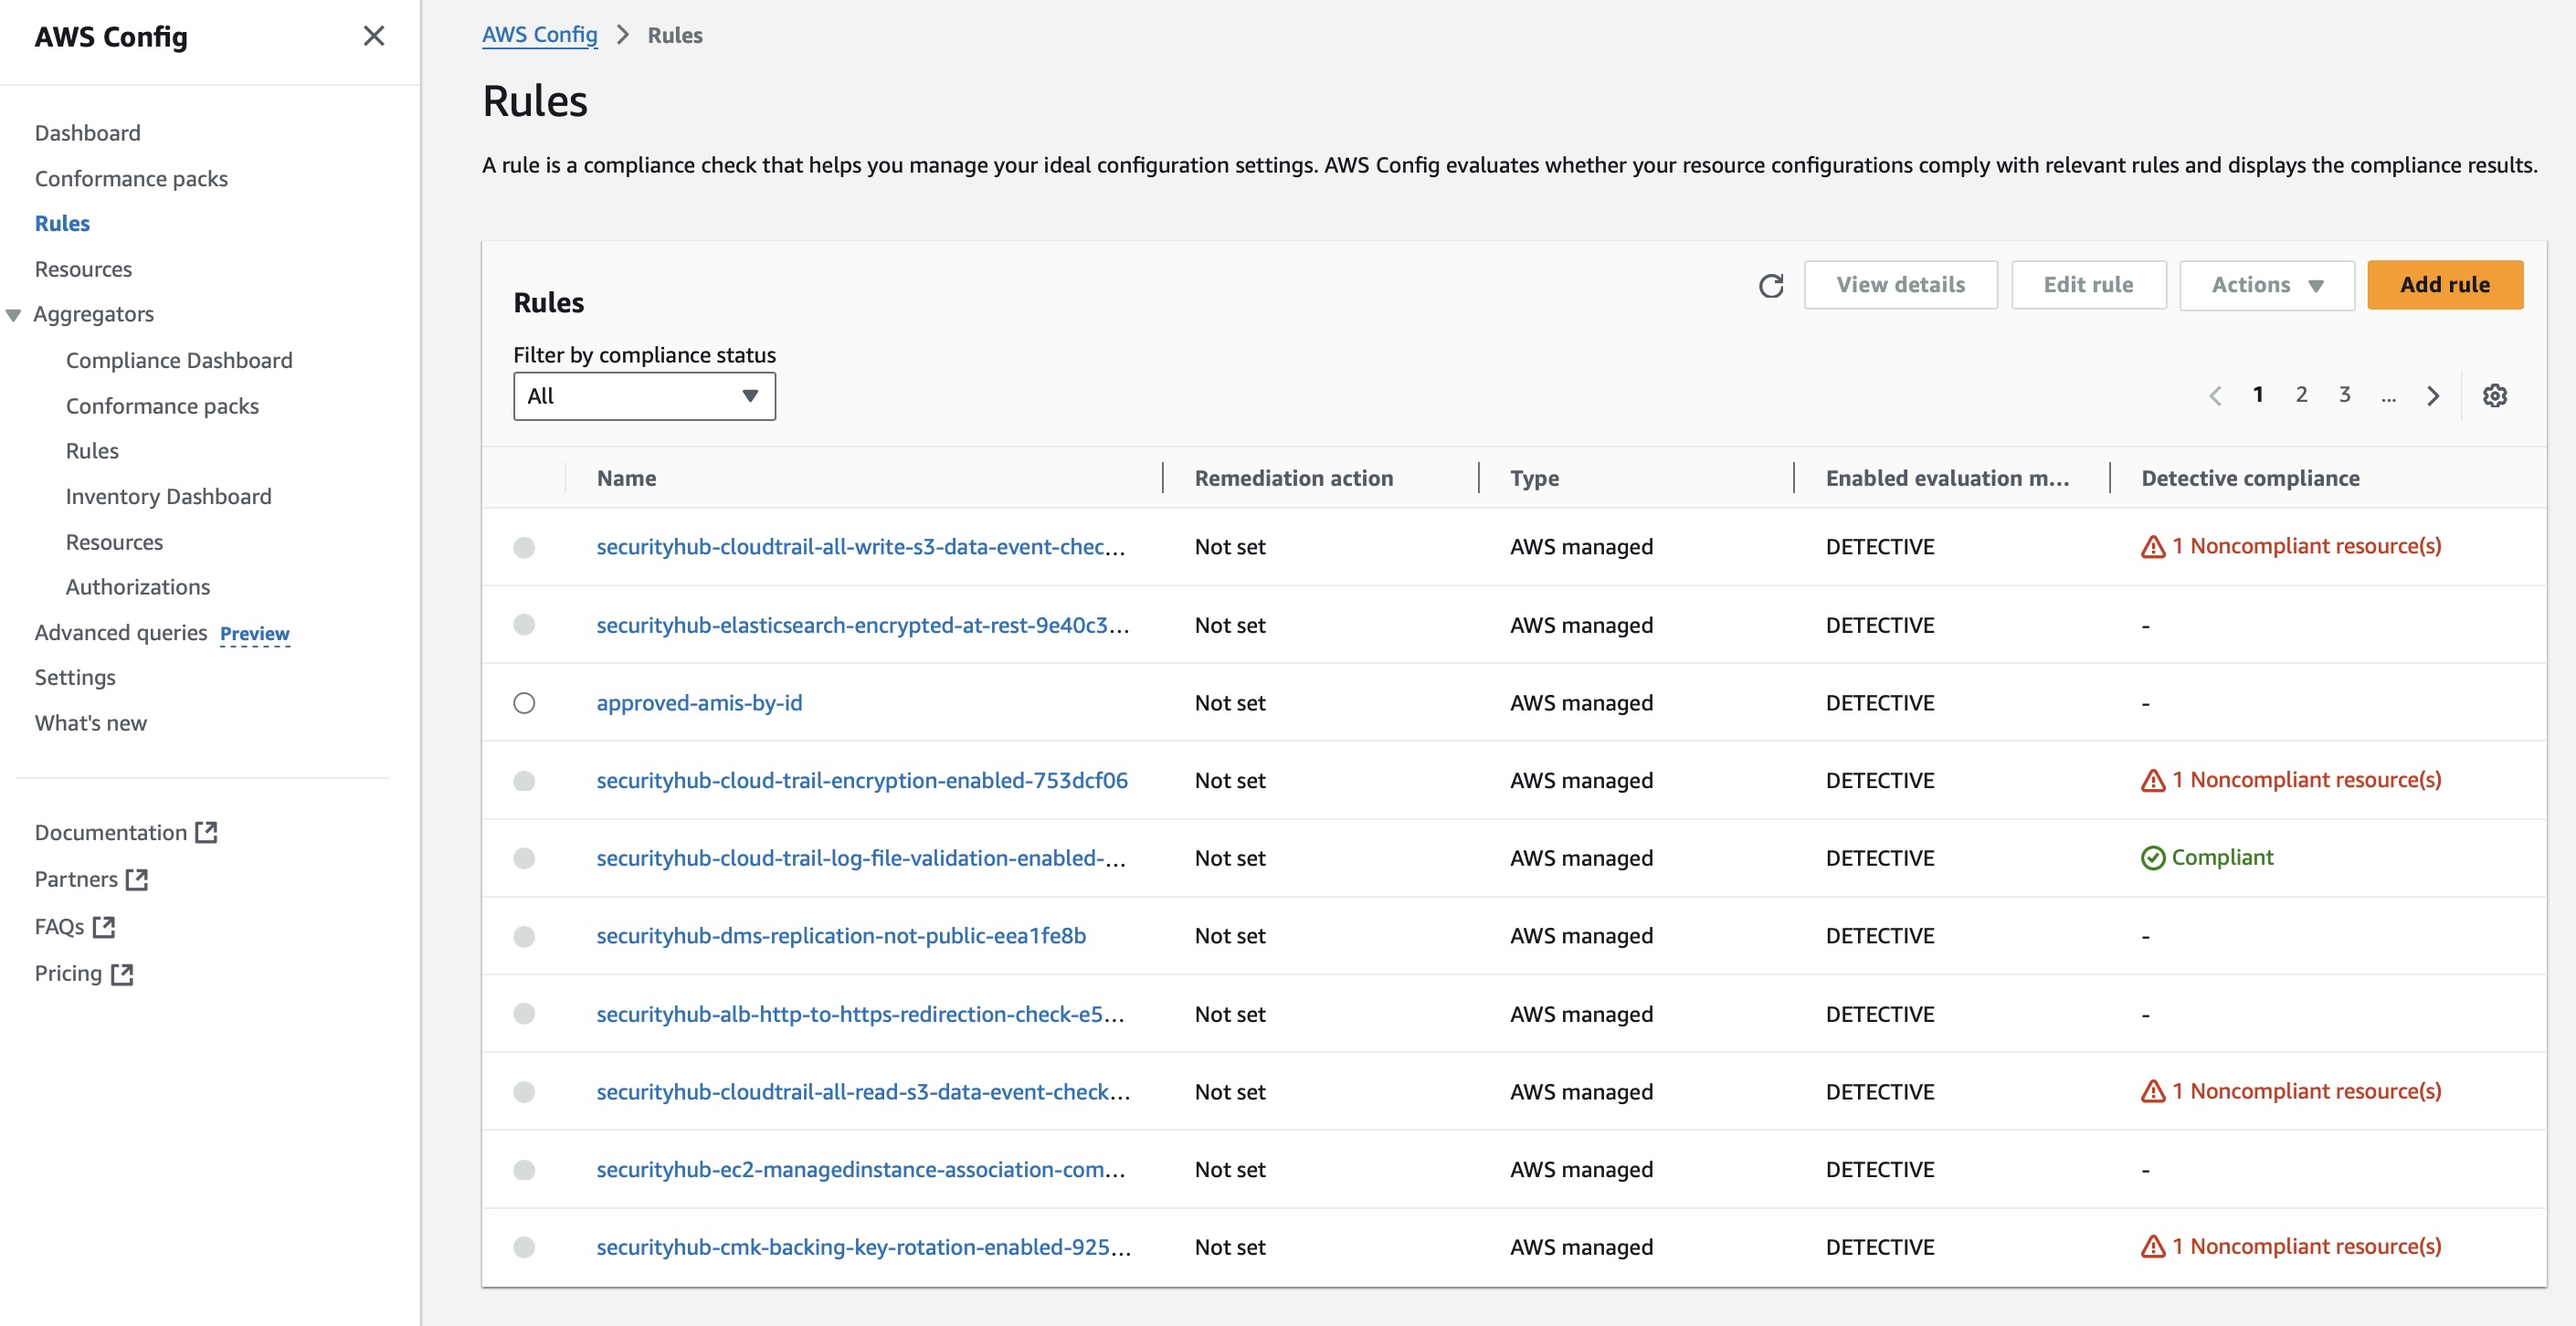 AWS Config
Dashboard
Conformance packs
Rules
Resources
Aggregators
Compliance Dashboard
Conformance packs
Rules
Inventory Dashboard
Resources
Authorizations
Advanced queries Preview
Settings
What's new
Documentation
Partners
FAQs
Pricing
AWS Config > Rules
Rules
A rule is a compliance check that helps you manage your ideal configuration settings. AWS Config evaluates whether your resource configurations comply with relevant rules and displays the compliance results.
Rules
View details Edit rule Actions Add rule
Filter by compliance status
All
1 2 3 ...
Name Remediation action Type Enabled evaluation m... Detective compliance
securityhub-cloudtrail-all-write-s3-data-event-chec... Not set AWS managed DETECTIVE 1 Noncompliant resource(s)
securityhub-elasticsearch-encrypted-at-rest-9e40c3... Not set AWS managed DETECTIVE -
approved-amis-by-id Not set AWS managed DETECTIVE -
securityhub-cloud-trail-encryption-enabled-753dcf06 Not set AWS managed DETECTIVE 1 Noncompliant resource(s)
securityhub-cloud-trail-log-file-validation-enabled-... Not set AWS managed DETECTIVE Compliant
securityhub-dms-replication-not-public-eea1fe8b Not set AWS managed DETECTIVE -
securityhub-alb-http-to-https-redirection-check-e5... Not set AWS managed DETECTIVE -
securityhub-cloudtrail-all-read-s3-data-event-check... Not set AWS managed DETECTIVE 1 Noncompliant resource(s)
securityhub-ec2-managedinstance-association-com... Not set AWS managed DETECTIVE -
securityhub-cmk-backing-key-rotation-enabled-925... Not set AWS managed DETECTIVE 1 Noncompliant resource(s)